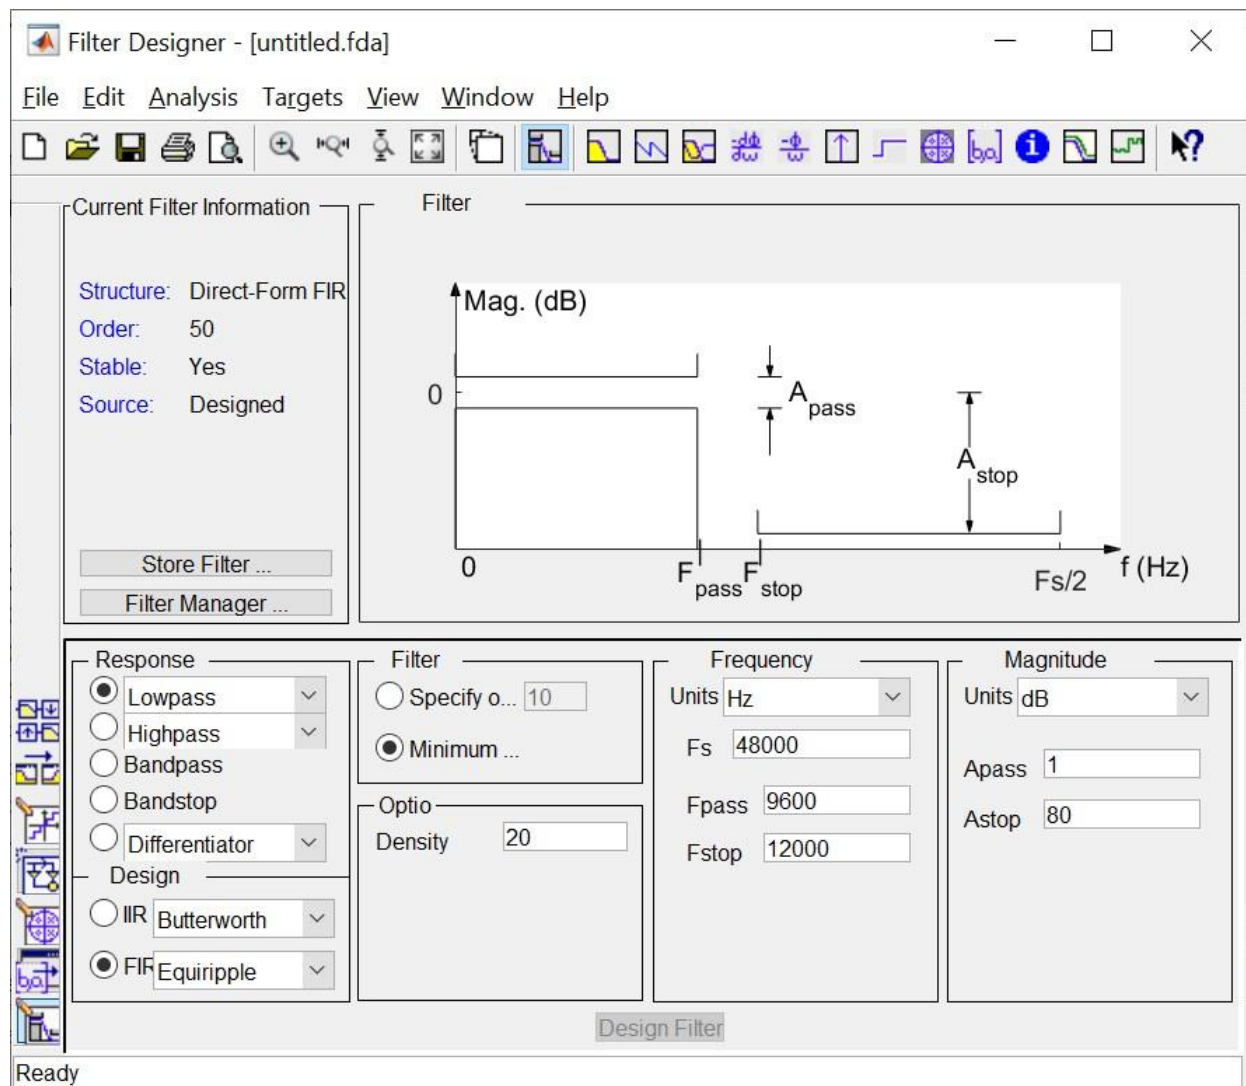 Filter Designer - [untitled.fda]
File Edit Analysis Targets View Window Help
Current Filter Information
Structure: Direct-Form FIR
Order: 50
Stable: Yes
Source: Designed
Store Filter ...
Filter Manager ...
Filter
Mag. (dB)
0
A pass
A stop
0
F pass F stop
Fs/2
f (Hz)
Response
Lowpass
Highpass
Bandpass
Bandstop
Differentiator
Design
IIR Butterworth
FIR Equiripple
Filter
Specify o... 10
Minimum ...
Optio
Density 20
Frequency
Units Hz
Fs 48000
Fpass 9600
Fstop 12000
Magnitude
Units dB
Apass 1
Astop 80
Design Filter
Ready